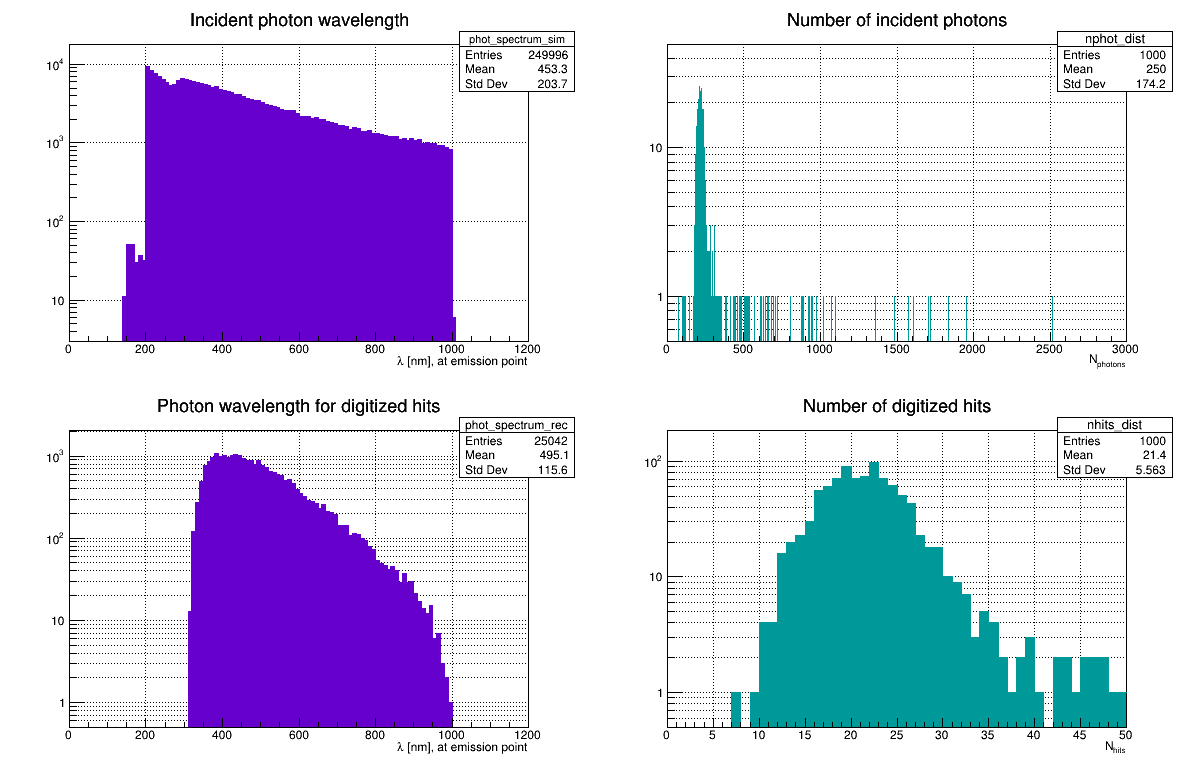 Incident photon wavelength
phot_spectrum_sim
Entries 249996
Mean 453.3
Std Dev 203.7
10^4
10^3
10^2
10
0 200 400 600 800 1000 1200
λ [nm], at emission point
Number of incident photons
nphot_dist
Entries 1000
Mean 250
Std Dev 174.2
10
1
0 500 1000 1500 2000 2500 3000
N_photons
Photon wavelength for digitized hits
phot_spectrum_rec
Entries 25042
Mean 495.1
Std Dev 115.6
10^3
10^2
10
1
0 200 400 600 800 1000 1200
λ [nm], at emission point
Number of digitized hits
nhits_dist
Entries 1000
Mean 21.4
Std Dev 5.563
10^2
10
1
0 5 10 15 20 25 30 35 40 45 50
N_hits